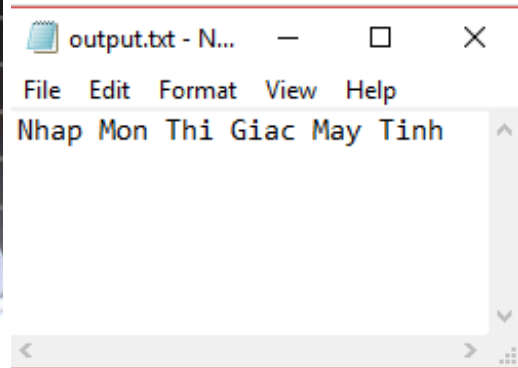 output.txt - N...
File Edit Format View Help
Nhap Mon Thi Giac May Tinh